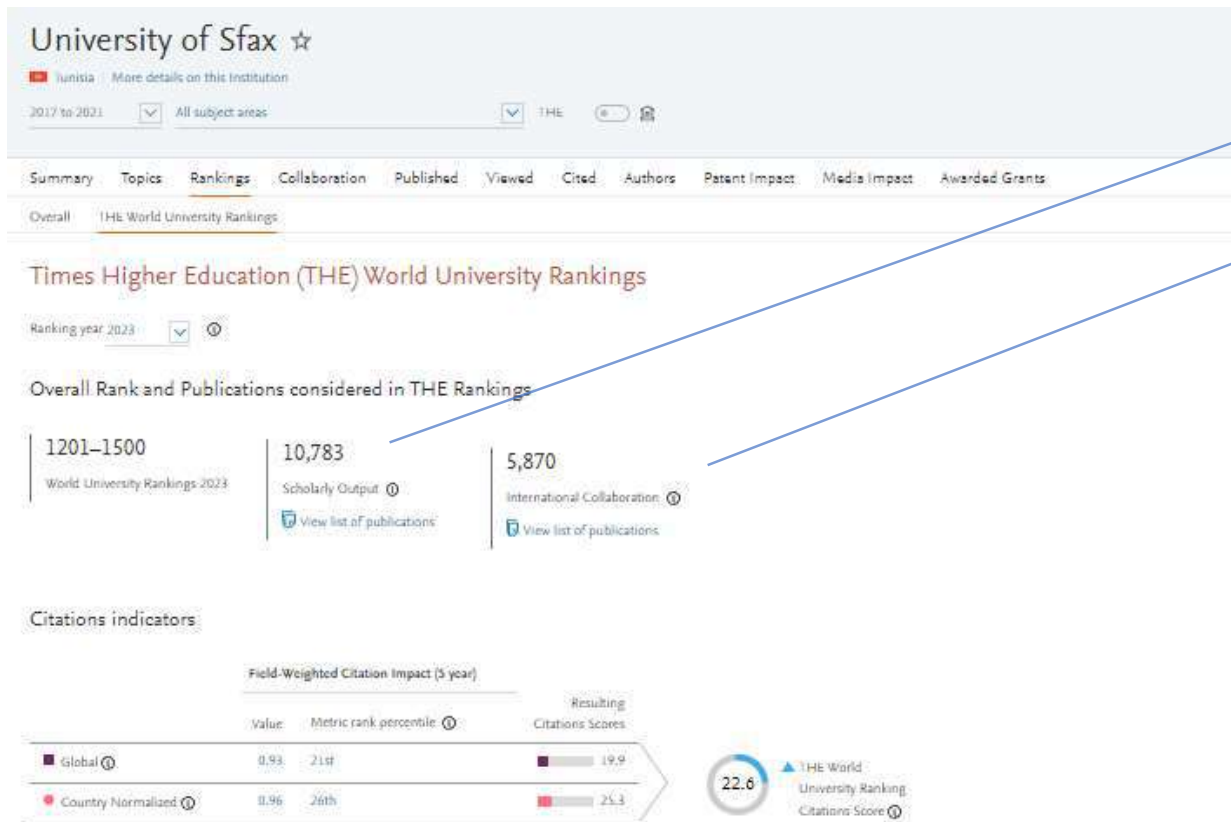 University of Sfax
Tunisia More details on this Institution
2017 to 2021 All subject areas THE
Summary Topics Rankings Collaboration Published Viewed Cited Authors Patent Impact Media Impact Awarded Grants
Overall THE World University Rankings
Times Higher Education (THE) World University Rankings
Ranking year 2023
Overall Rank and Publications considered in THE Rankings
1201–1500 10,783 5,870
World University Rankings 2023 Scholarly Output International Collaboration
View list of publications View list of publications
Citations indicators
Field-Weighted Citation Impact (5 year)
Resulting
Value Metric rank percentile Citations Scores
Global 0.93 21st 19.9
Country Normalized 0.96 26th 25.3
22.6 THE World
University Ranking
Citations Score